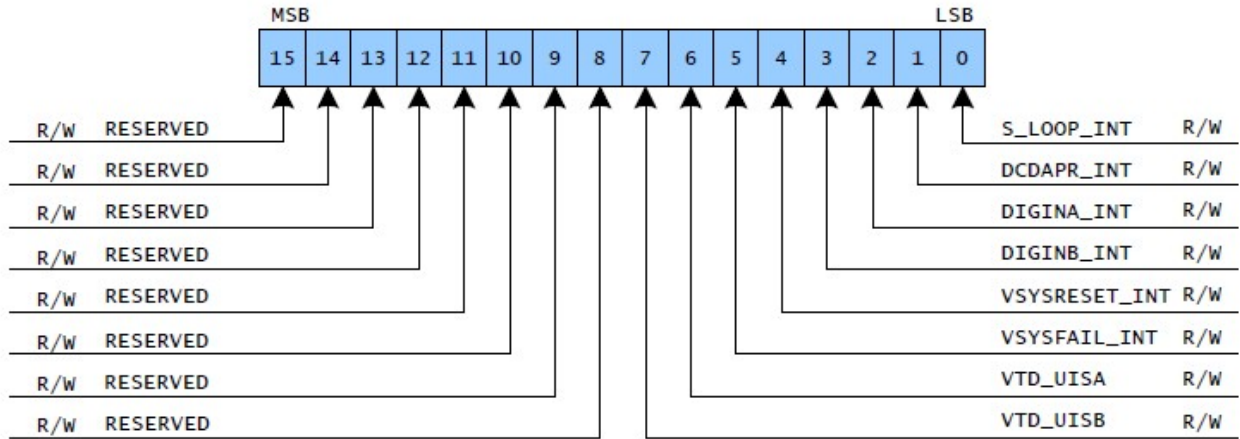 MSB LSB
15 14 13 12 11 10 9 8 7 6 5 4 3 2 1 0
R/W RESERVED S_LOOP_INT R/W
R/W RESERVED DCDAPR_INT R/W
R/W RESERVED DIGINA_INT R/W
R/W RESERVED DIGINB_INT R/W
R/W RESERVED VSYSRESET_INT R/W
R/W RESERVED VSYSFAIL_INT R/W
R/W RESERVED VTD_UISA R/W
R/W RESERVED VTD_UISB R/W